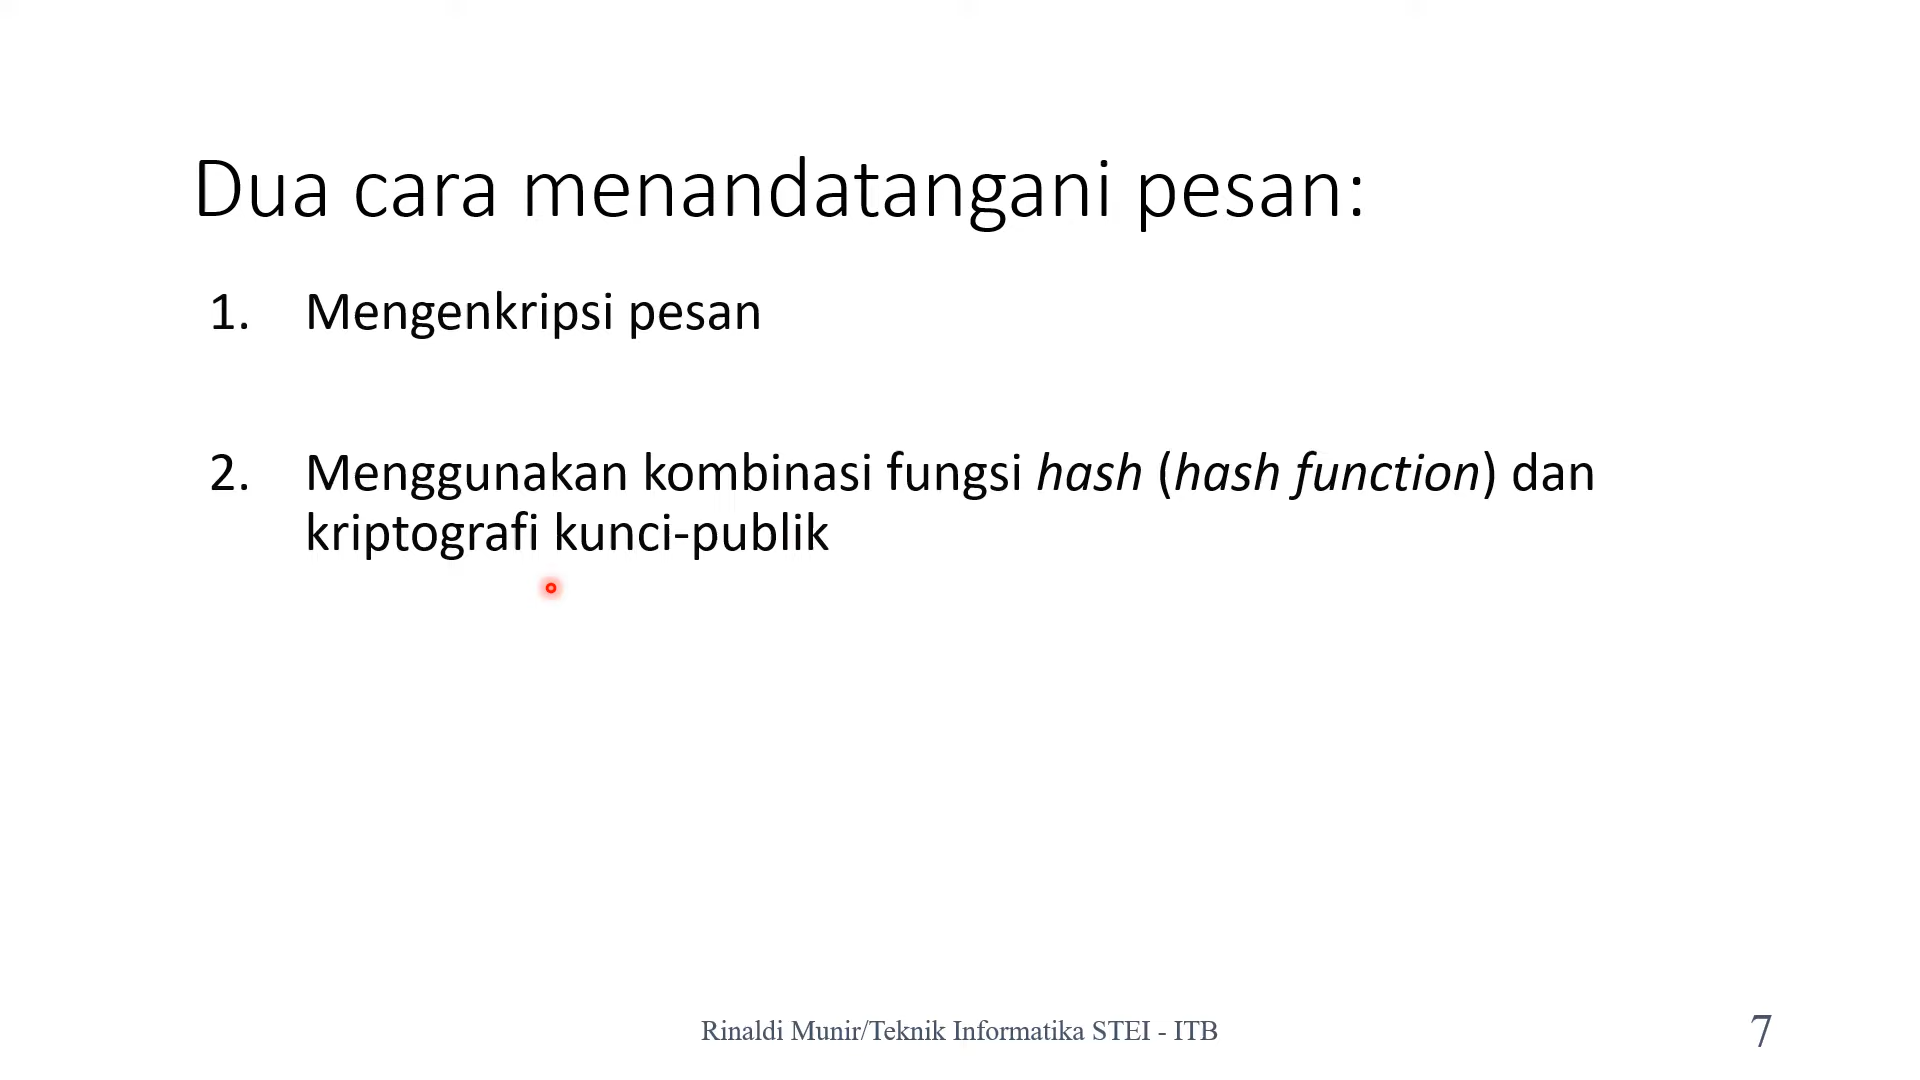 Dua cara menandatangani pesan:
1. Mengenkripsi pesan
2. Menggunakan kombinasi fungsi hash (hash function) dan
kriptografi kunci-publik
Rinaldi Munir/Teknik Informatika STEI - ITB
7